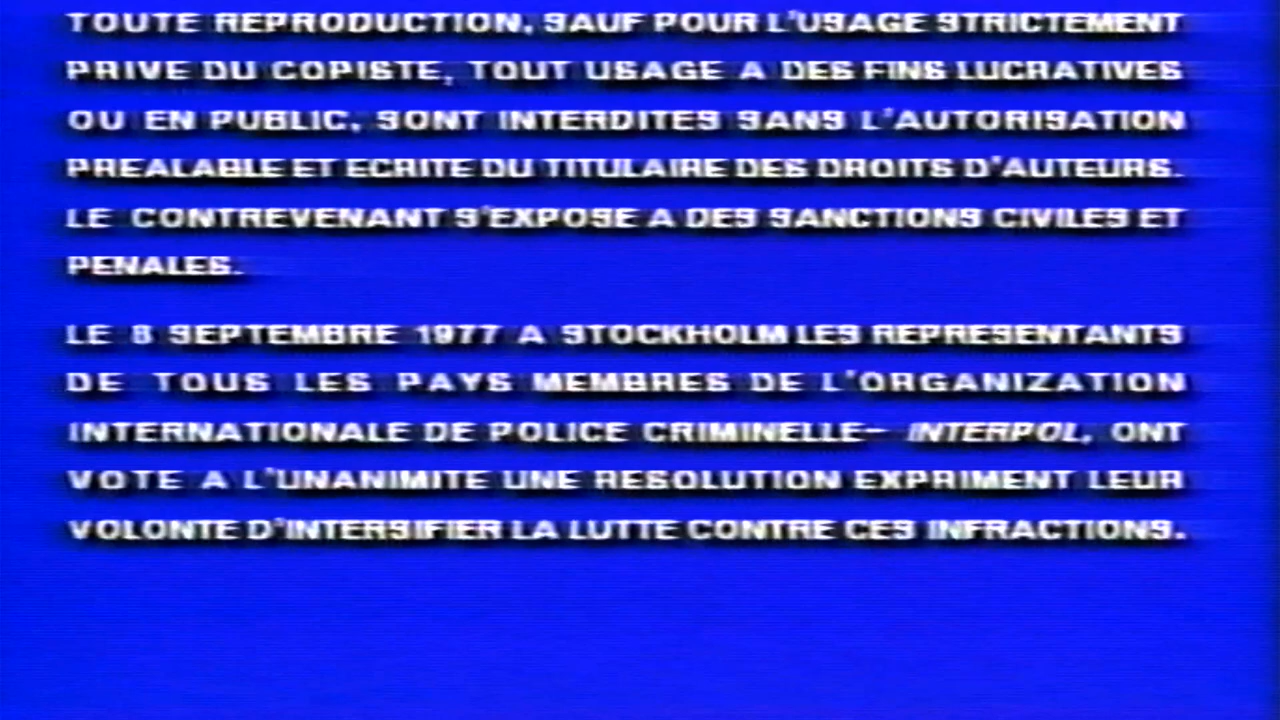 TOUTE REPRODUCTION, SAUF POUR L'USAGE STRICTEMENT
PRIVE DU COPISTE, TOUT USAGE A DES FINS LUCRATIVES
OU EN PUBLIC, SONT INTERDITES SANS L'AUTORISATION
PREALABLE ET ECRITE DU TITULAIRE DES DROITS D'AUTEURS.
LE CONTREVENANT S'EXPOSE A DES SANCTIONS CIVILES ET
PENALES.
LE 8 SEPTEMBRE 1977 A STOCKHOLM LES REPRESENTANTS
DE TOUS LES PAYS MEMBRES DE L'ORGANIZATION
INTERNATIONALE DE POLICE CRIMINELLE- INTERPOL, ONT
VOTE A L'UNANIMITE UNE RESOLUTION EXPRIMENT LEUR
VOLONTE D'INTERSIFIER LA LUTTE CONTRE CES INFRACTIONS.